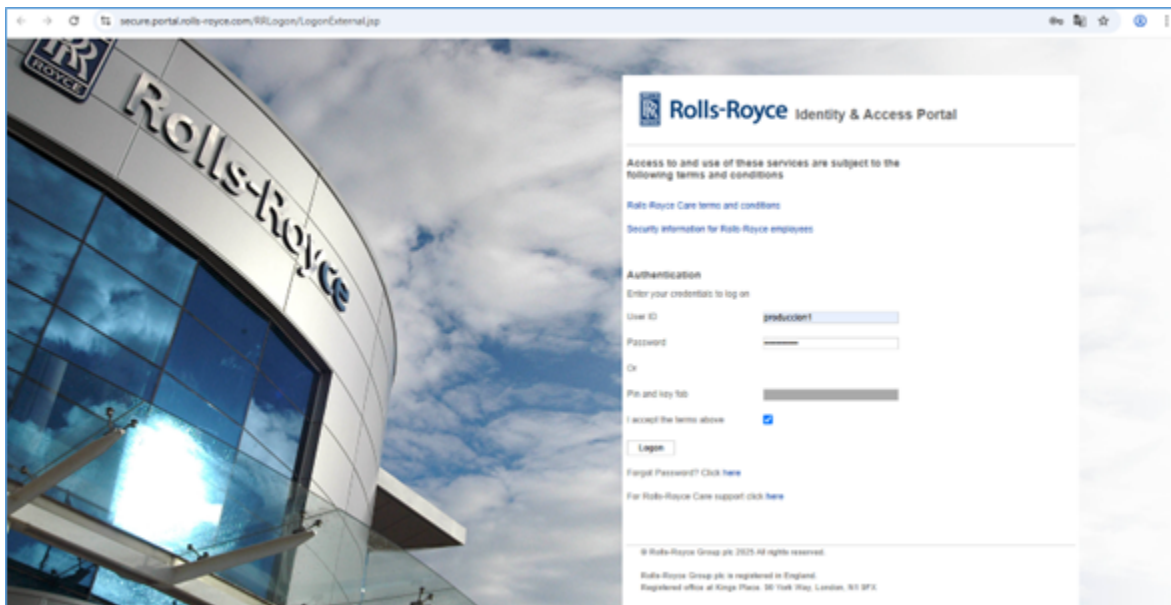 secure.portal.rolls-royce.com/RRLogon/LogonExternal.jsp
RR
ROYCE
Rolls-Royce
Rolls-Royce Identity & Access Portal
Access to and use of these services are subject to the
following terms and conditions
Rolls-Royce Care terms and conditions
Security information for Rolls-Royce employees
Authentication
Enter your credentials to log on
User ID produccion1
Password
Or
Pin and key fob
I accept the terms above
Logon
Forgot Password? Click here
For Rolls-Royce Care support click here
© Rolls-Royce Group plc 2025 All rights reserved.
Rolls-Royce Group plc is registered in England.
Registered office at Kings Place. 90 York Way, London, N1 9FX.